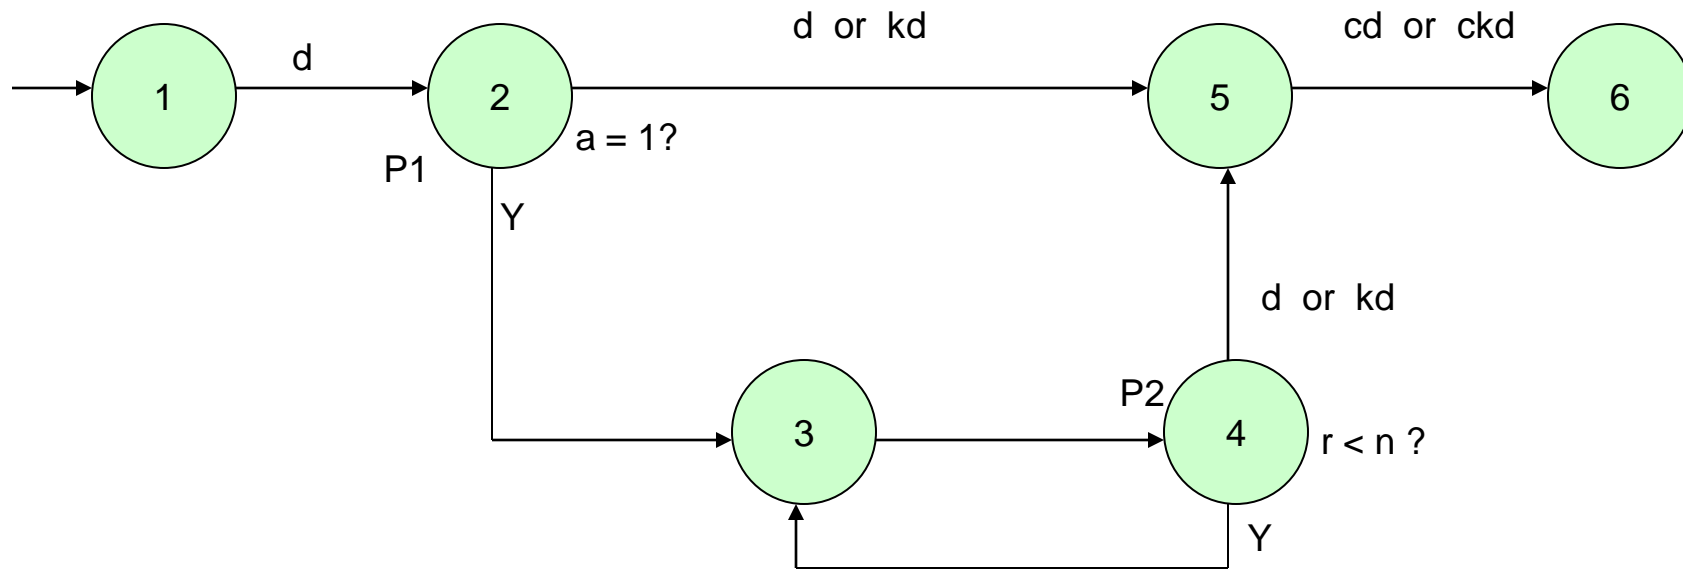 d or kd
cd or ckd
d
1
2
5
6
a = 1?
P1
Y
d or kd
P2
3
4
r < n ?
Y